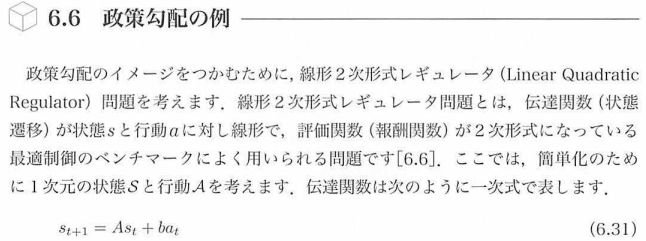 6.6 政策勾配の例
政策勾配のイメージをつかむために, 線形2次形式レギュレータ (Linear Quadratic
Regulator) 問題を考えます. 線形2次形式レギュレータ問題とは, 伝達関数 (状態
遷移) が状態sと行動aに対し線形で, 評価関数 (報酬関数) が2次形式になっている
最適制御のベンチマークによく用いられる問題です[6.6]. ここでは, 簡単化のため
に1次元の状態𝒮と行動𝒜を考えます. 伝達関数は次のように一次式で表します.
s_{t+1} = As_t + ba_t (6.31)